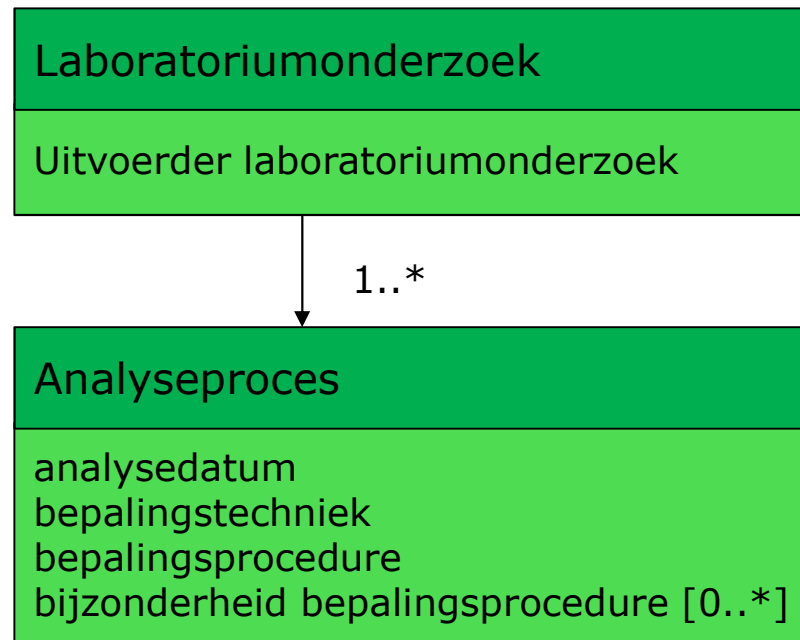 Laboratoriumonderzoek
Uitvoerder laboratoriumonderzoek
1..*
Analyseproces
analysedatum
bepalingstechniek
bepalingsprocedure
bijzonderheid bepalingsprocedure [0..*]